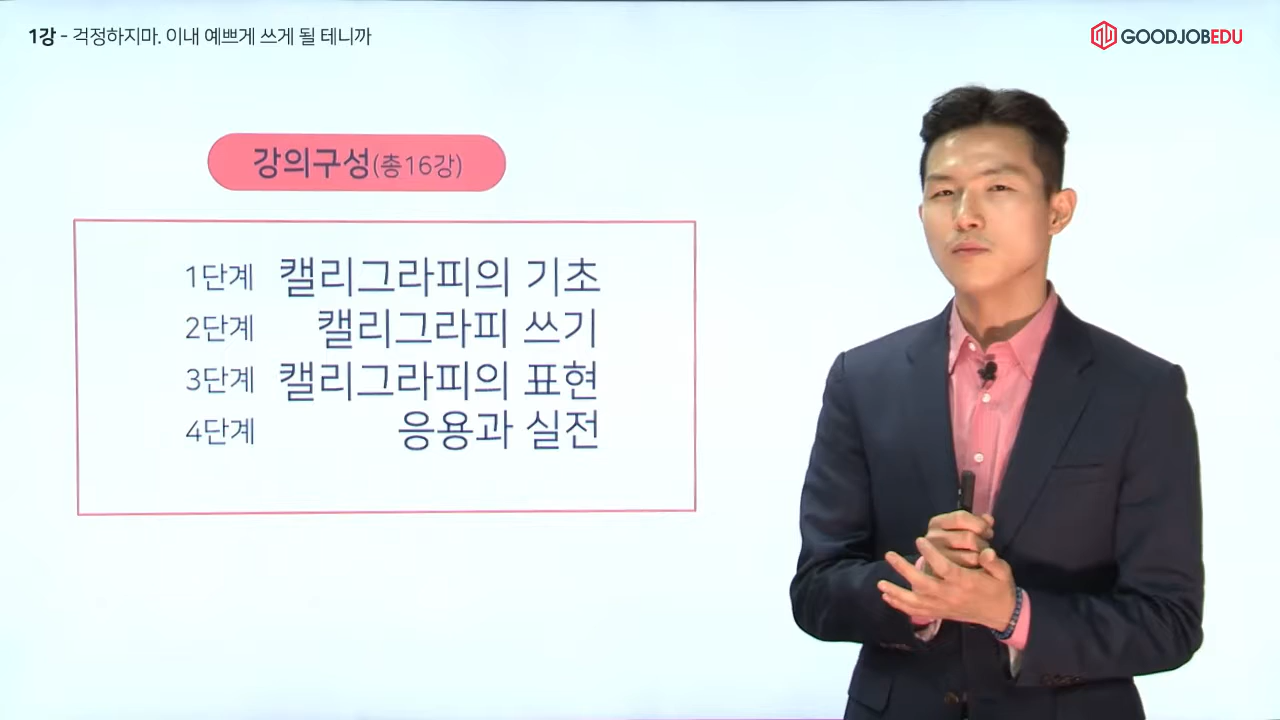 1강 - 걱정하지마. 이내 예쁘게 쓰게 될 테니까
GOODJOBEDU
강의구성(총16강)
1단계 캘리그라피의 기초
2단계 캘리그라피 쓰기
3단계 캘리그라피의 표현
4단계 응용과 실전